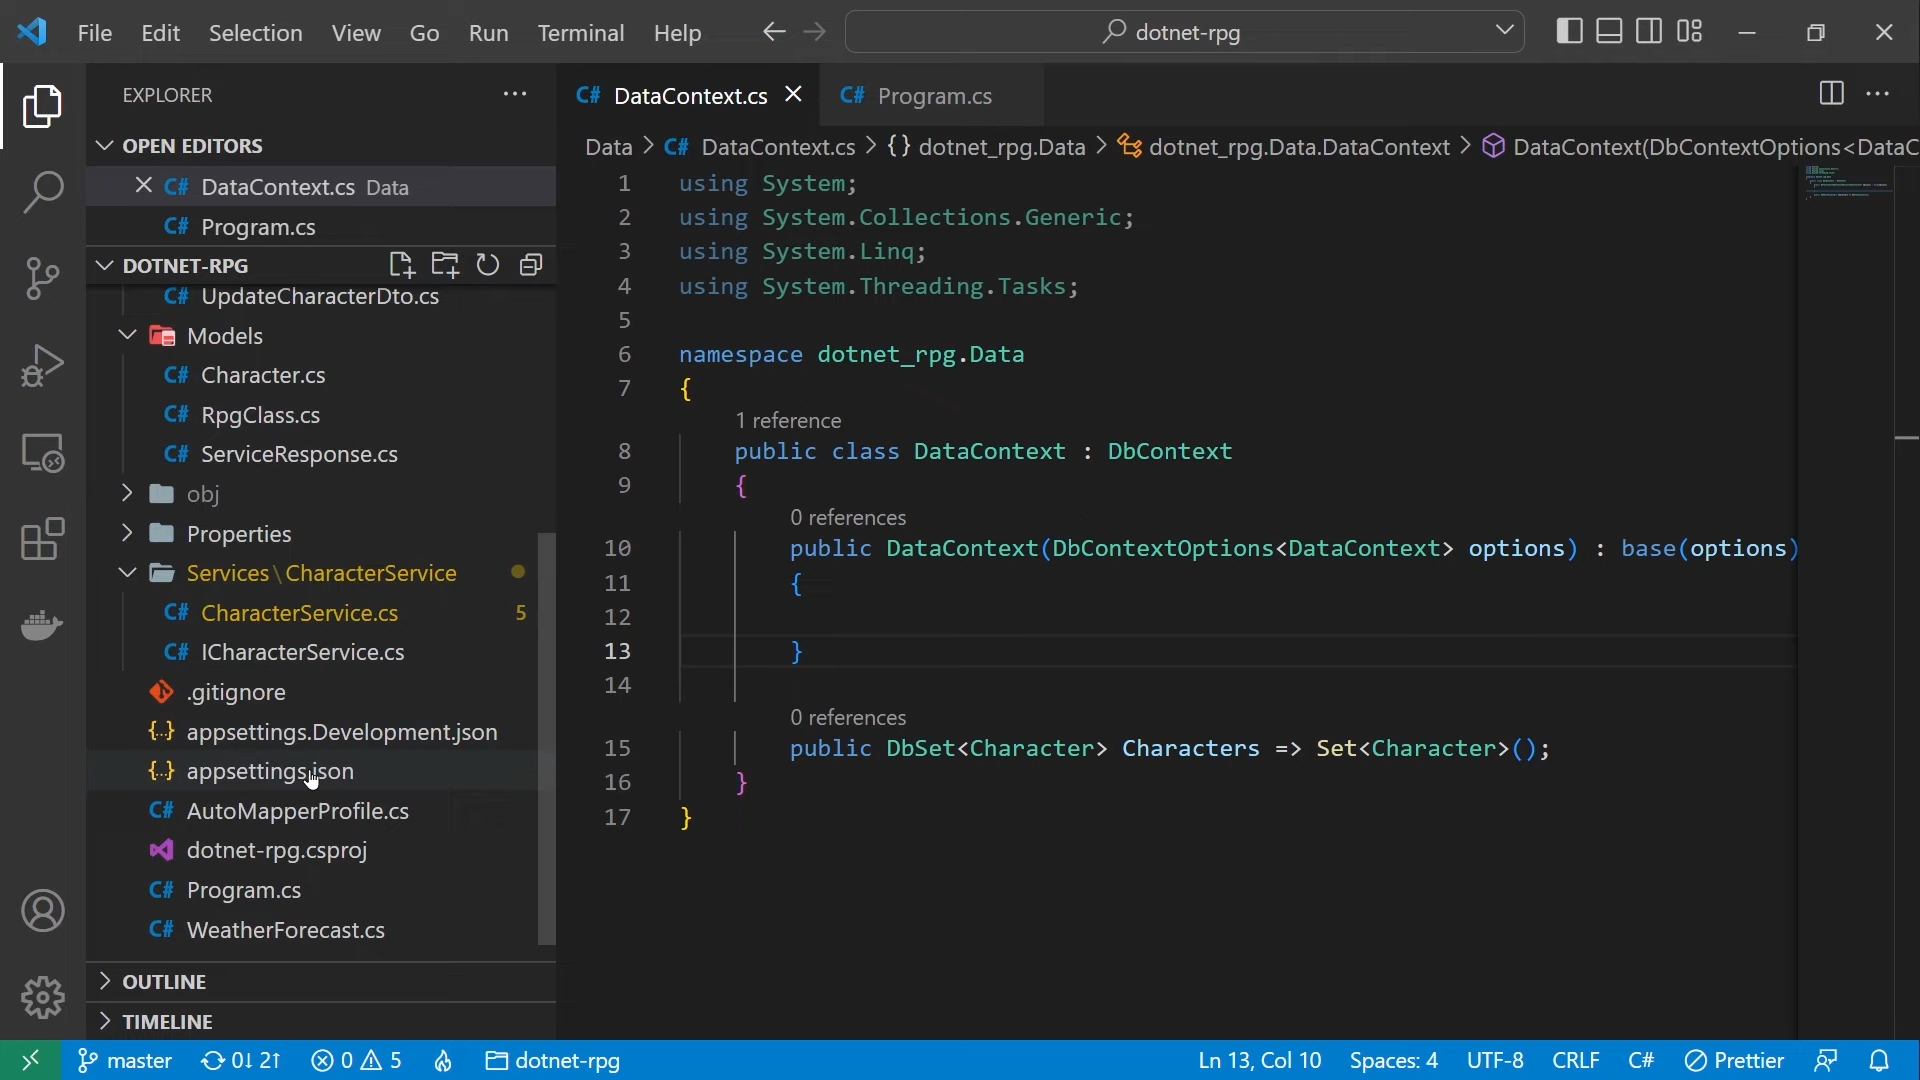 File Edit Selection View Go Run Terminal Help
dotnet-rpg
EXPLORER
OPEN EDITORS
C# DataContext.cs Data
C# Program.cs
DOTNET-RPG
C# UpdateCharacterDto.cs
Models
C# Character.cs
C# RpgClass.cs
C# ServiceResponse.cs
obj
Properties
Services\CharacterService
C# CharacterService.cs 5
C# ICharacterService.cs
.gitignore
{..} appsettings.Development.json
{..} appsettings.json
C# AutoMapperProfile.cs
dotnet-rpg.csproj
C# Program.cs
C# WeatherForecast.cs
OUTLINE
TIMELINE
C# DataContext.cs
C# Program.cs
Data > C# DataContext.cs > {} dotnet_rpg.Data > dotnet_rpg.Data.DataContext > DataContext(DbContextOptions<DataC
1 using System;
2 using System.Collections.Generic;
3 using System.Linq;
4 using System.Threading.Tasks;
5
6 namespace dotnet_rpg.Data
7 {
1 reference
8 public class DataContext : DbContext
9 {
0 references
10 public DataContext(DbContextOptions<DataContext> options) : base(options)
11 {
12
13 }
14
0 references
15 public DbSet<Character> Characters => Set<Character>();
16 }
17 }
master 0↓ 2↑ 0 5 dotnet-rpg
Ln 13, Col 10 Spaces: 4 UTF-8 CRLF C# Prettier